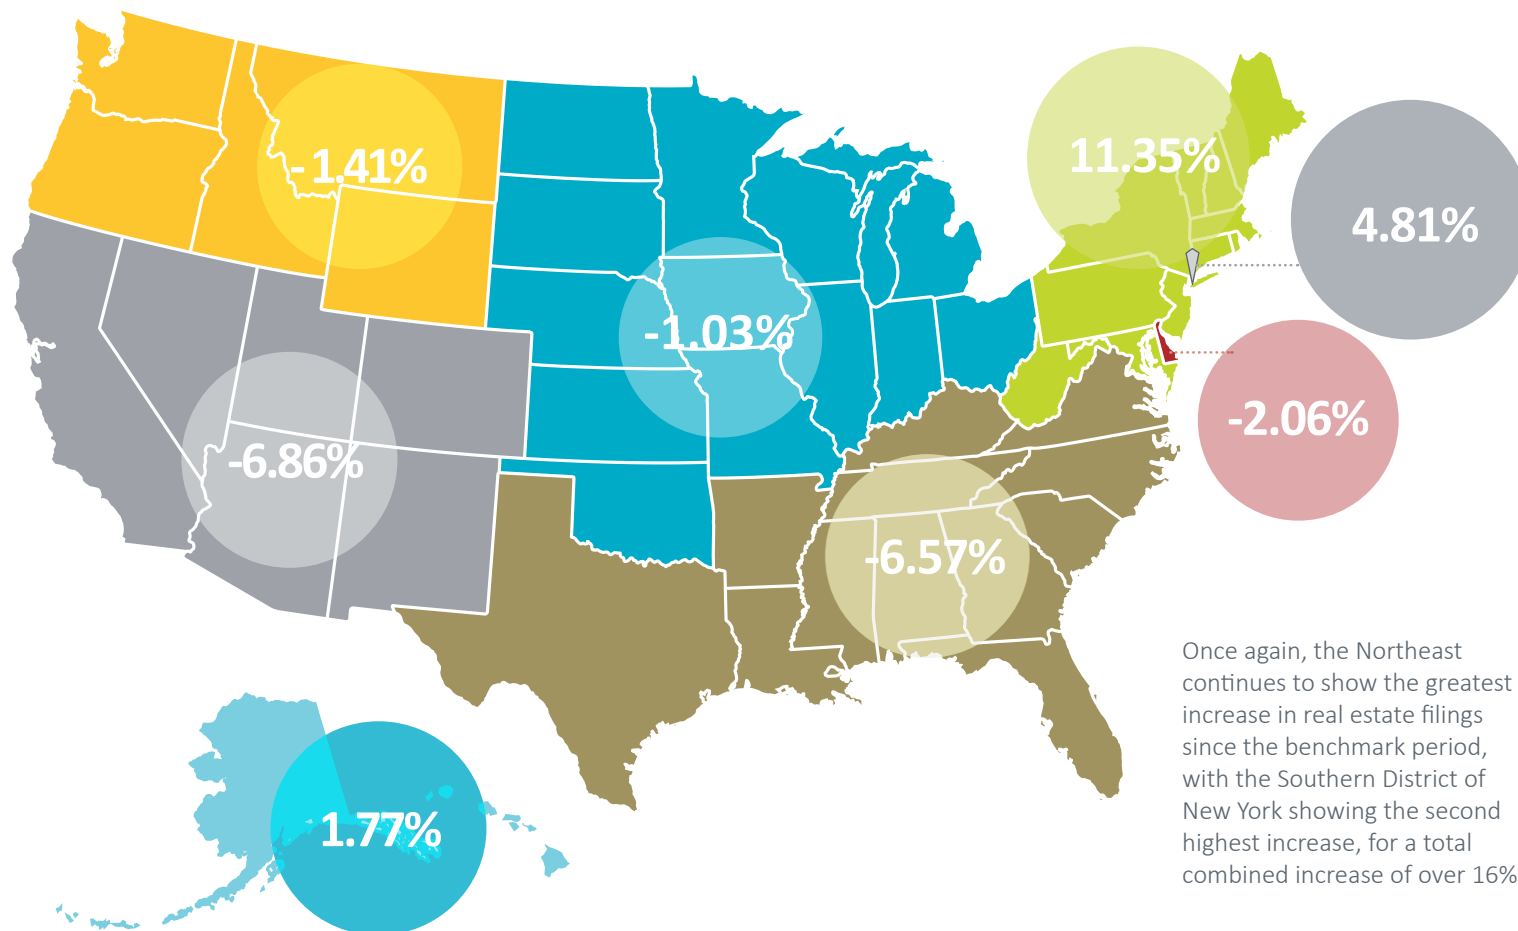 11.35%
- 1.41%
4.81%
-1.03%
-2.06%
-6.86%
-6.57%
1.77%
Once again, the Northeast
continues to show the greatest
increase in real estate filings
since the benchmark period,
with the Southern District of
New York showing the second
highest increase, for a total
combined increase of over 16%